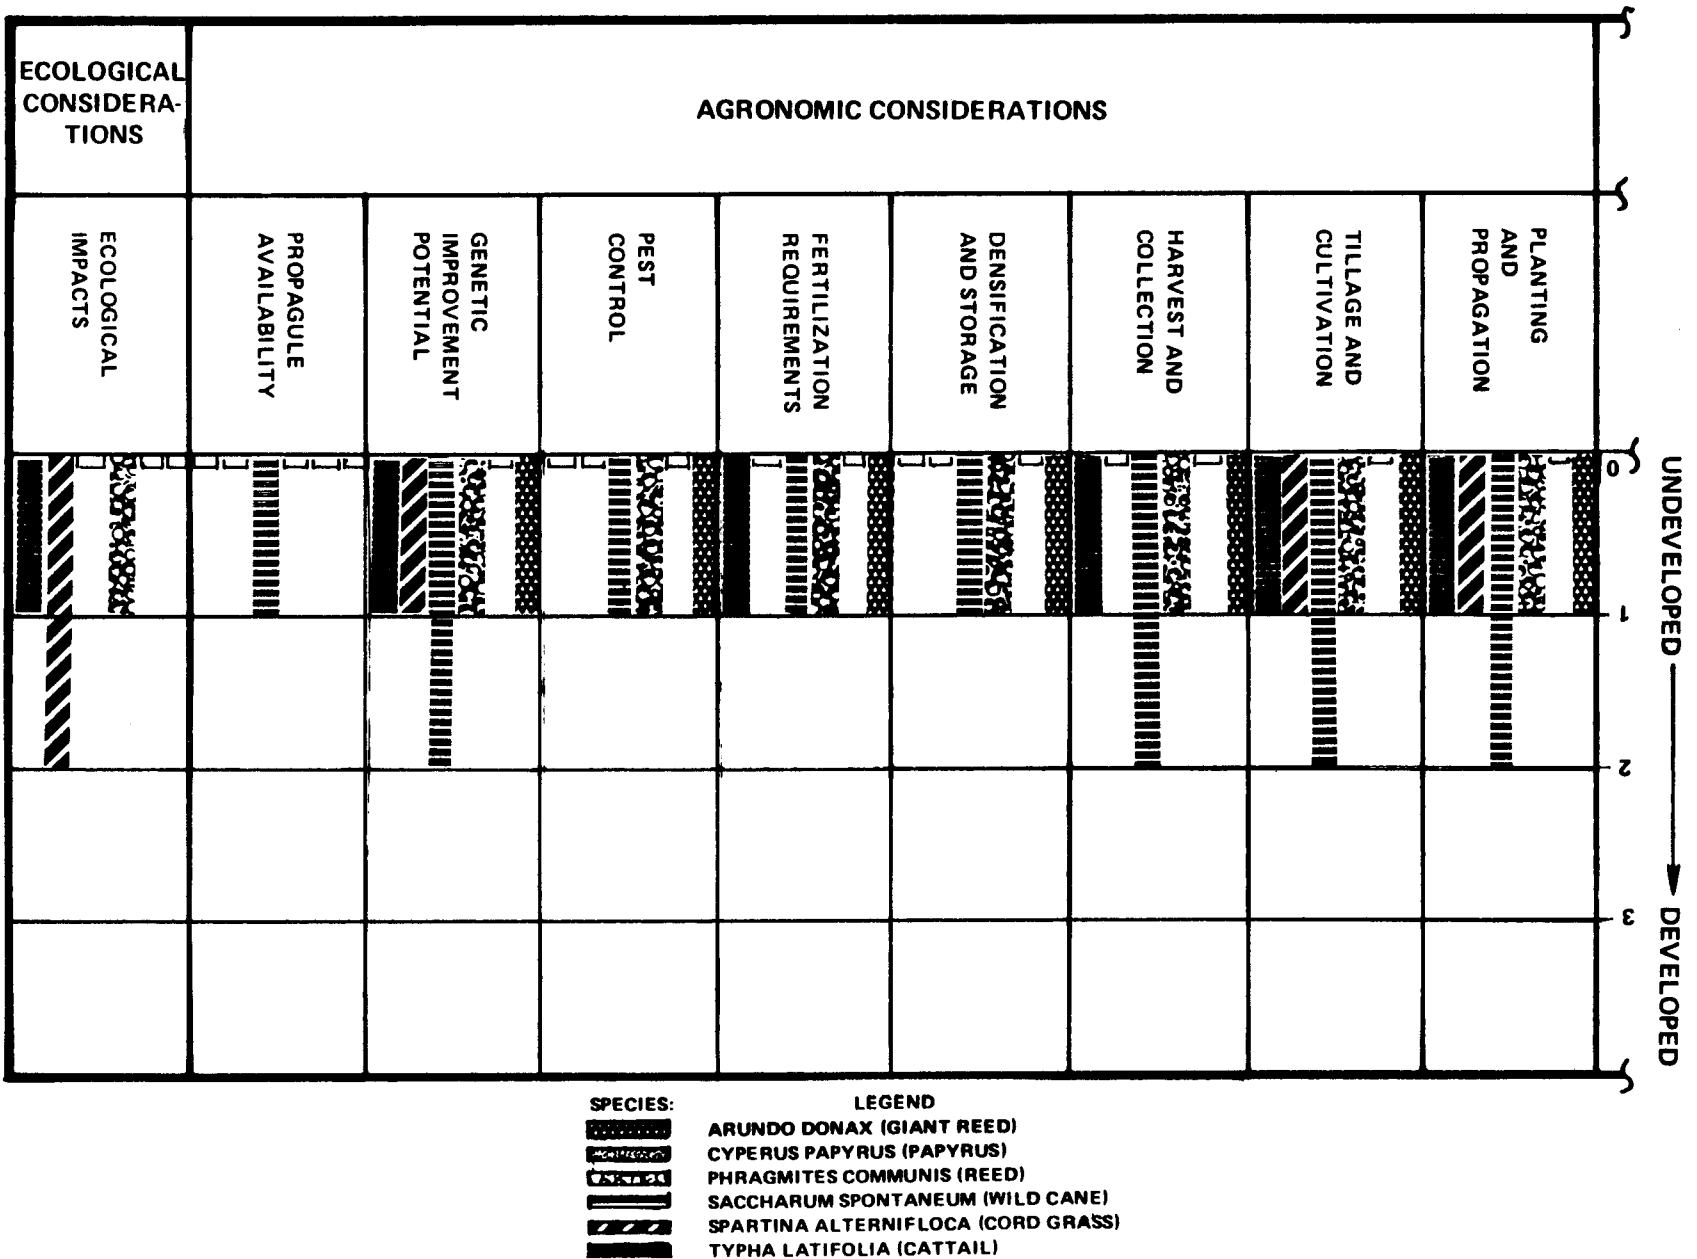 ECOLOGICAL
CONSIDERA-
TIONS
AGRONOMIC CONSIDERATIONS
ECOLOGICAL
IMPACTS
PROPAGULE
AVAILABILITY
GENETIC
IMPROVEMENT
POTENTIAL
PEST
CONTROL
FERTILIZATION
REQUIREMENTS
DENSIFICATION
AND STORAGE
HARVEST AND
COLLECTION
TILLAGE AND
CULTIVATION
PLANTING
AND
PROPAGATION
0
1
2
3
UNDEVELOPED
DEVELOPED
SPECIES:
LEGEND
ARUNDO DONAX (GIANT REED)
CYPERUS PAPYRUS (PAPYRUS)
PHRAGMITES COMMUNIS (REED)
SACCHARUM SPONTANEUM (WILD CANE)
SPARTINA ALTERNIFLOCA (CORD GRASS)
TYPHA LATIFOLIA (CATTAIL)